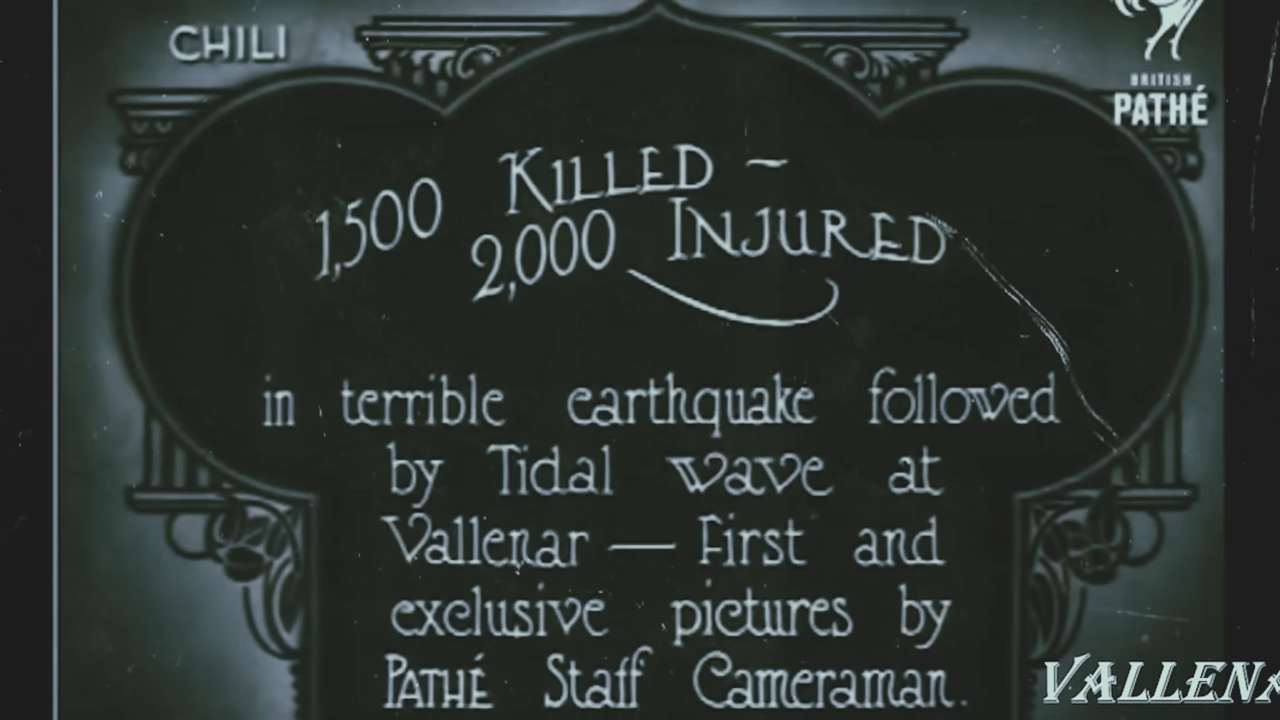 CHILI
BRITISH
PATHÉ
1,500 KILLED ~
2,000 INJURED
in terrible earthquake followed
by Tidal wave at
Vallenar — First and
exclusive pictures by
PATHÉ Staff Cameraman.
VALLENA